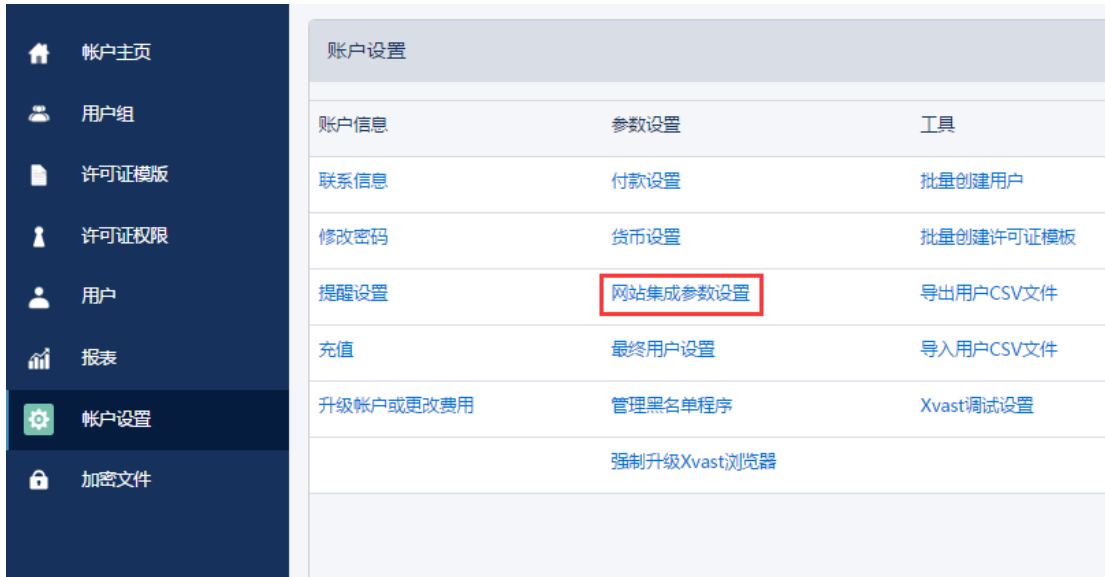 帐户主页
用户组
许可证模版
许可证权限
用户
报表
帐户设置
加密文件
账户设置
账户信息 参数设置 工具
联系信息 付款设置 批量创建用户
修改密码 货币设置 批量创建许可证模板
提醒设置 网站集成参数设置 导出用户CSV文件
充值 最终用户设置 导入用户CSV文件
升级帐户或更改费用 管理黑名单程序 Xvast调试设置
强制升级Xvast浏览器